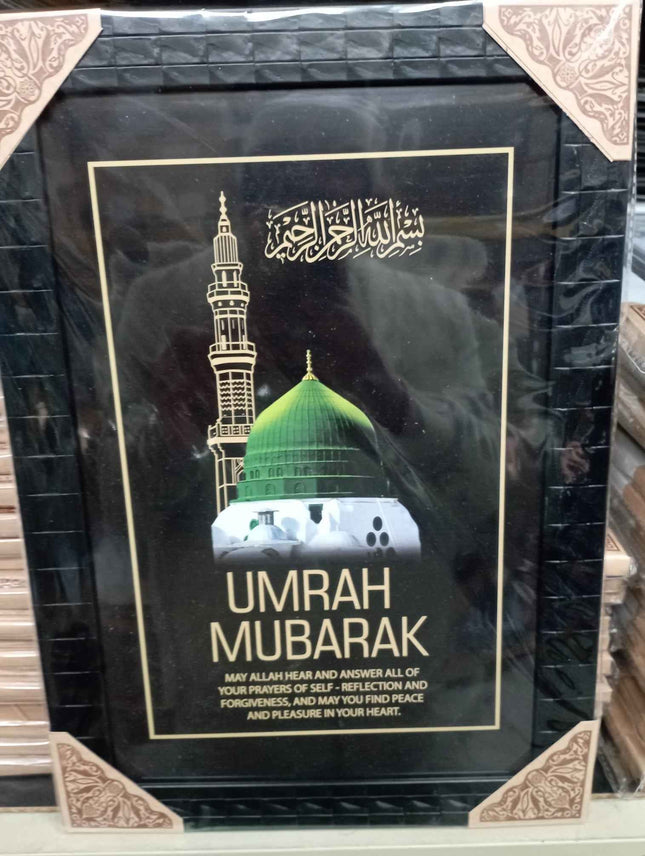 بسم الله الرحمن الرحيم
UMRAH
MUBARAK
MAY ALLAH HEAR AND ANSWER ALL OF
YOUR PRAYERS OF SELF - REFLECTION AND
FORGIVENESS, AND MAY YOU FIND PEACE
AND PLEASURE IN YOUR HEART.